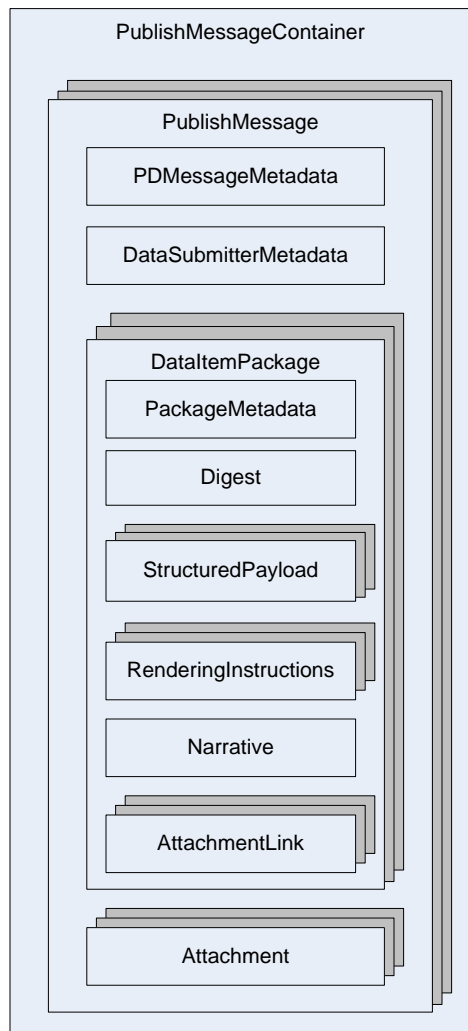 PublishMessageContainer
PublishMessage
PDMessageMetadata
DataSubmitterMetadata
DataItemPackage
PackageMetadata
Digest
StructuredPayload
RenderingInstructions
Narrative
AttachmentLink
Attachment